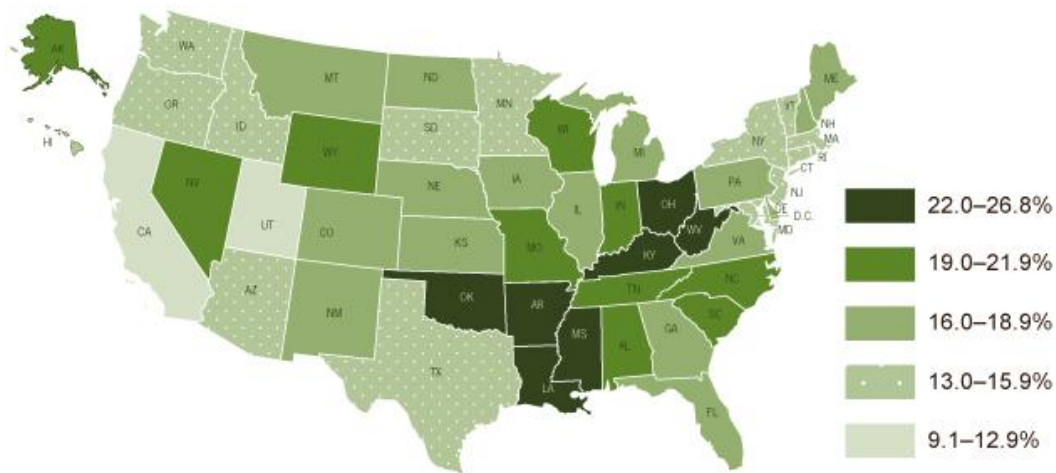 AK
HI
WA
OR
CA
ID
NV
UT
AZ
MT
WY
CO
NM
ND
SD
NE
KS
OK
TX
MN
IA
MO
AR
LA
WI
IL
MI
IN
OH
KY
TN
MS
AL
GA
FL
SC
NC
VA
WV
PA
NY
VT
ME
NH
MA
RI
CT
NJ
DE
D.C.
MD
22.0–26.8%
19.0–21.9%
16.0–18.9%
13.0–15.9%
9.1–12.9%